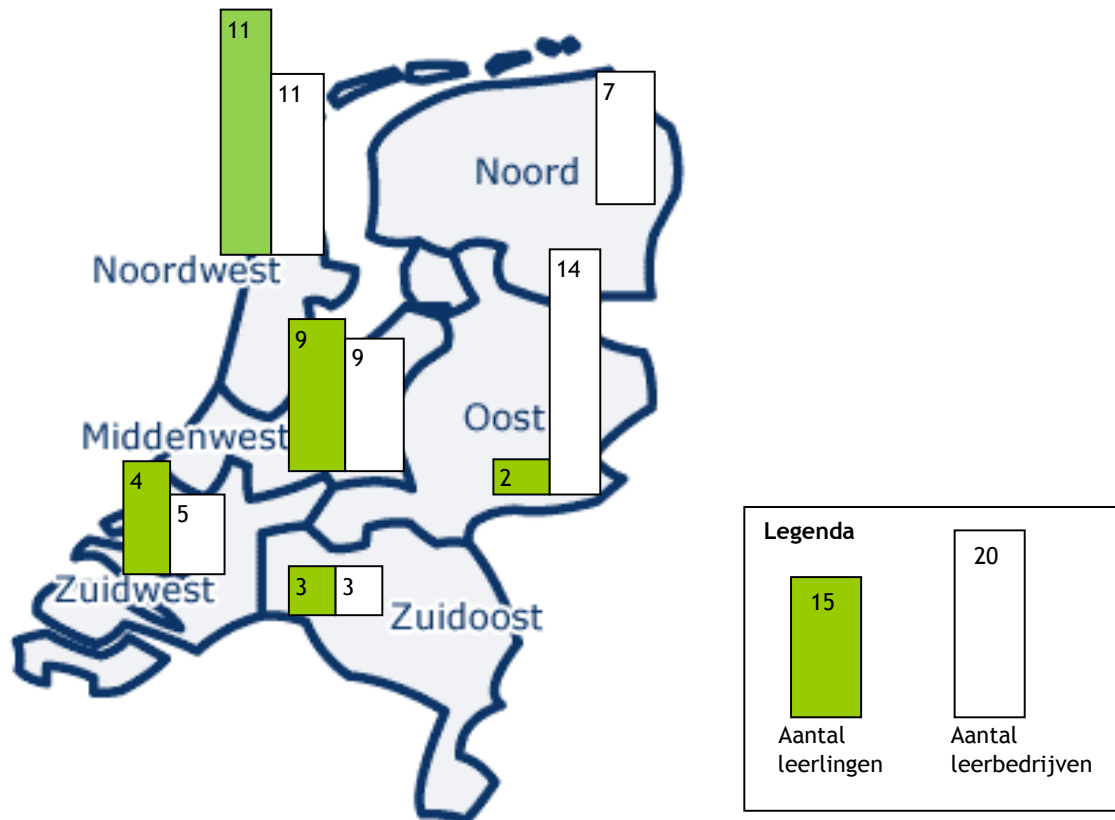 11
11
7
Noord
14
Noordwest
9
9
Oost
Middenwest
2
4
5
Zuidwest
3
3
Zuidoost
Legenda
15
20
Aantal
leerlingen
Aantal
leerbedrijven